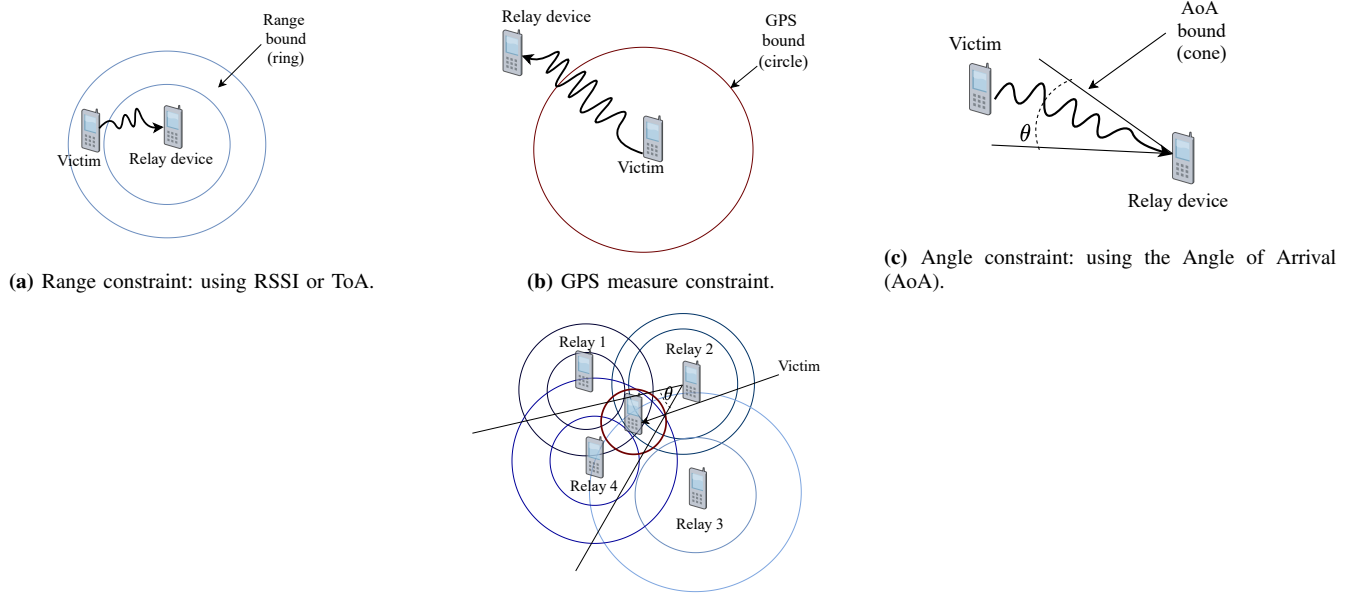 Range
bound
(ring)
Victim
Relay device
(a) Range constraint: using RSSI or ToA.
Relay device
GPS
bound
(circle)
Victim
(b) GPS measure constraint.
AoA
bound
(cone)
Victim
θ
Relay device
(c) Angle constraint: using the Angle of Arrival
(AoA).
Relay 1
Relay 2
Victim
θ
Relay 4
Relay 3